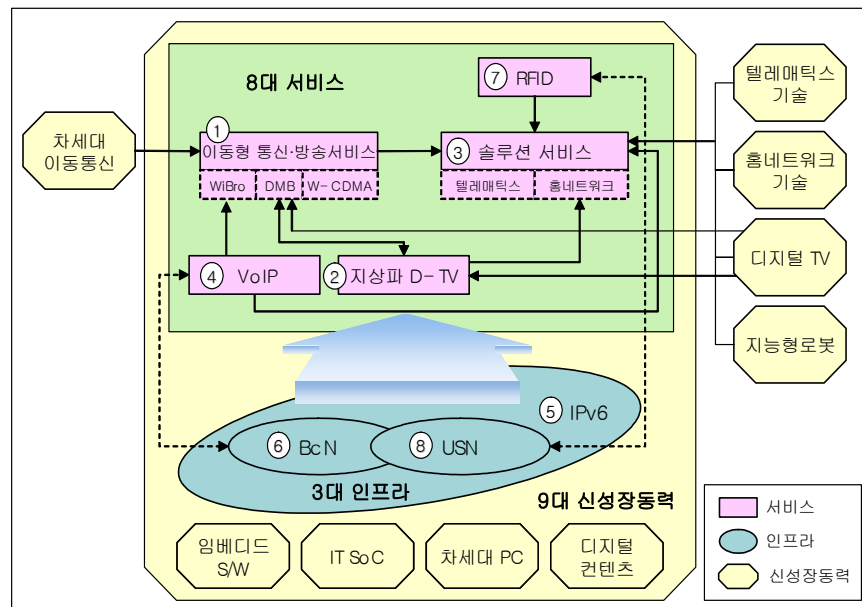 8대 서비스
⑦ RFID
텔레매틱스
기술
차세대
이동통신
①
이동형 통신·방송서비스
WiBro DMB W-CDMA
③ 솔루션 서비스
텔레매틱스 홈네트워크
홈네트워크
기술
④ VoIP
② 지상파 D-TV
디지털 TV
지능형로봇
⑤ IPv6
⑥ BcN
⑧ USN
3대 인프라
9대 신성장동력
임베디드
S/W
IT SoC
차세대 PC
디지털
컨텐츠
서비스
인프라
신성장동력